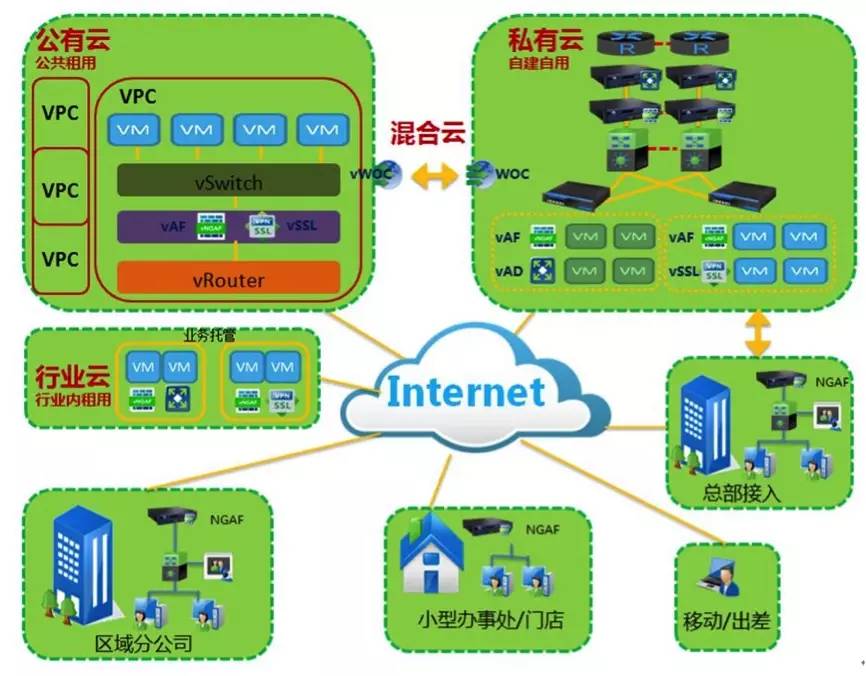 公有云
公共租用
VPC
VPC
VPC
VPC
VM
VM
VM
VM
vSwitch
vAF
vNGAF
VPN
SSL
vSSL
vRouter
混合云
vWOC
WOC
私有云
自建自用
R
R
vAF
vNGAF
VM
VM
vAD
VM
VM
vAF
vNGAF
VM
VM
vSSL
VPN
SSL
VM
VM
行业云
行业内租用
业务托管
VM
VM
vNGAF
VM
VM
vNGAF
VPN
SSL
Internet
NGAF
总部接入
NGAF
区域分公司
NGAF
小型办事处/门店
移动/出差